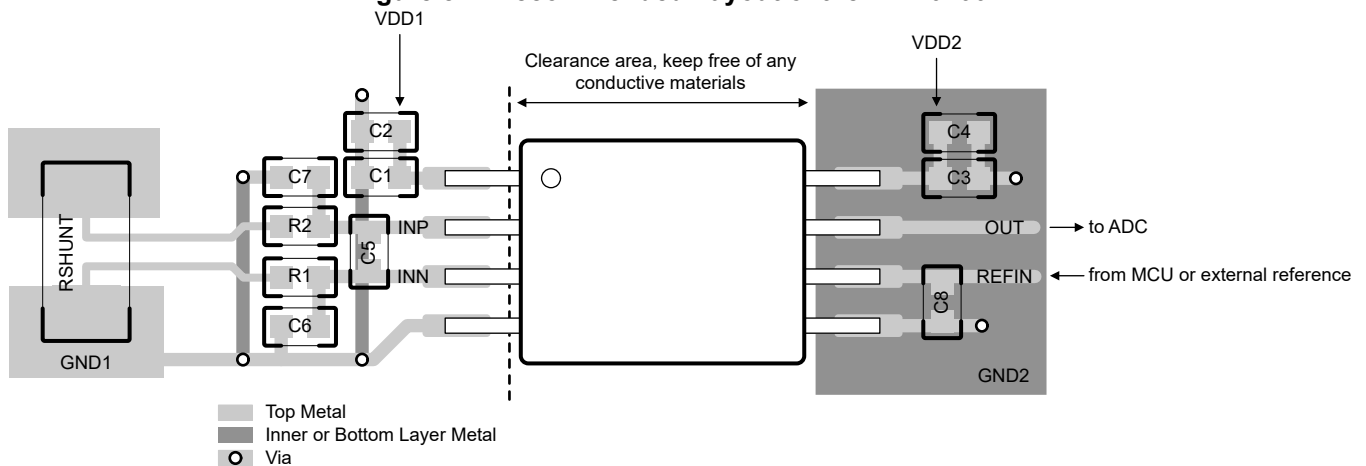 VDD1
VDD2
Clearance area, keep free of any
conductive materials
C2
C4
C7
C1
C3
RSHUNT
R2
INP
OUT
to ADC
C5
R1
INN
REFIN
from MCU or external reference
C8
C6
GND1
GND2
Top Metal
Inner or Bottom Layer Metal
Via